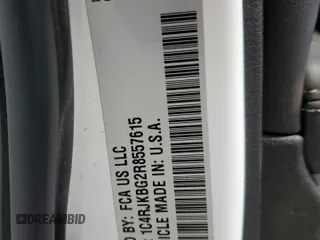 D BY: FCA US LLC
1C4RJKBG2R8557615
ICLE MADE IN: U.S.A.
DREAMBID